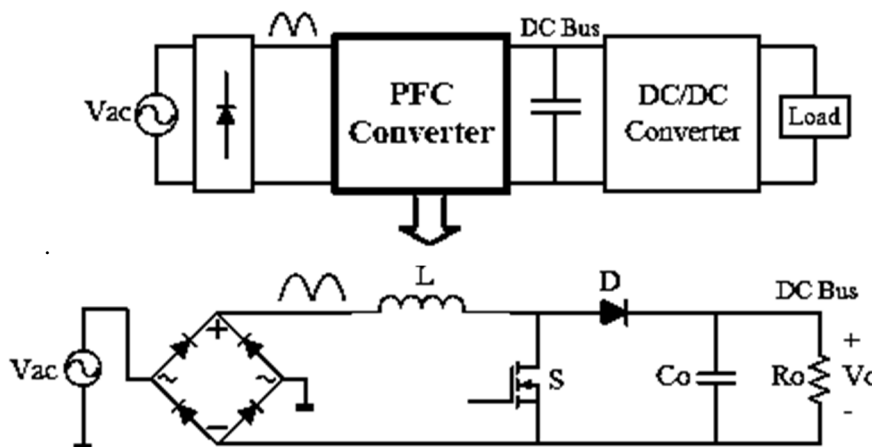 DC Bus
Vac
PFC
Converter
DC/DC
Converter
Load
L
D
DC Bus
Vac
+
~
~
−
S
Co
Ro
+
Vo
-